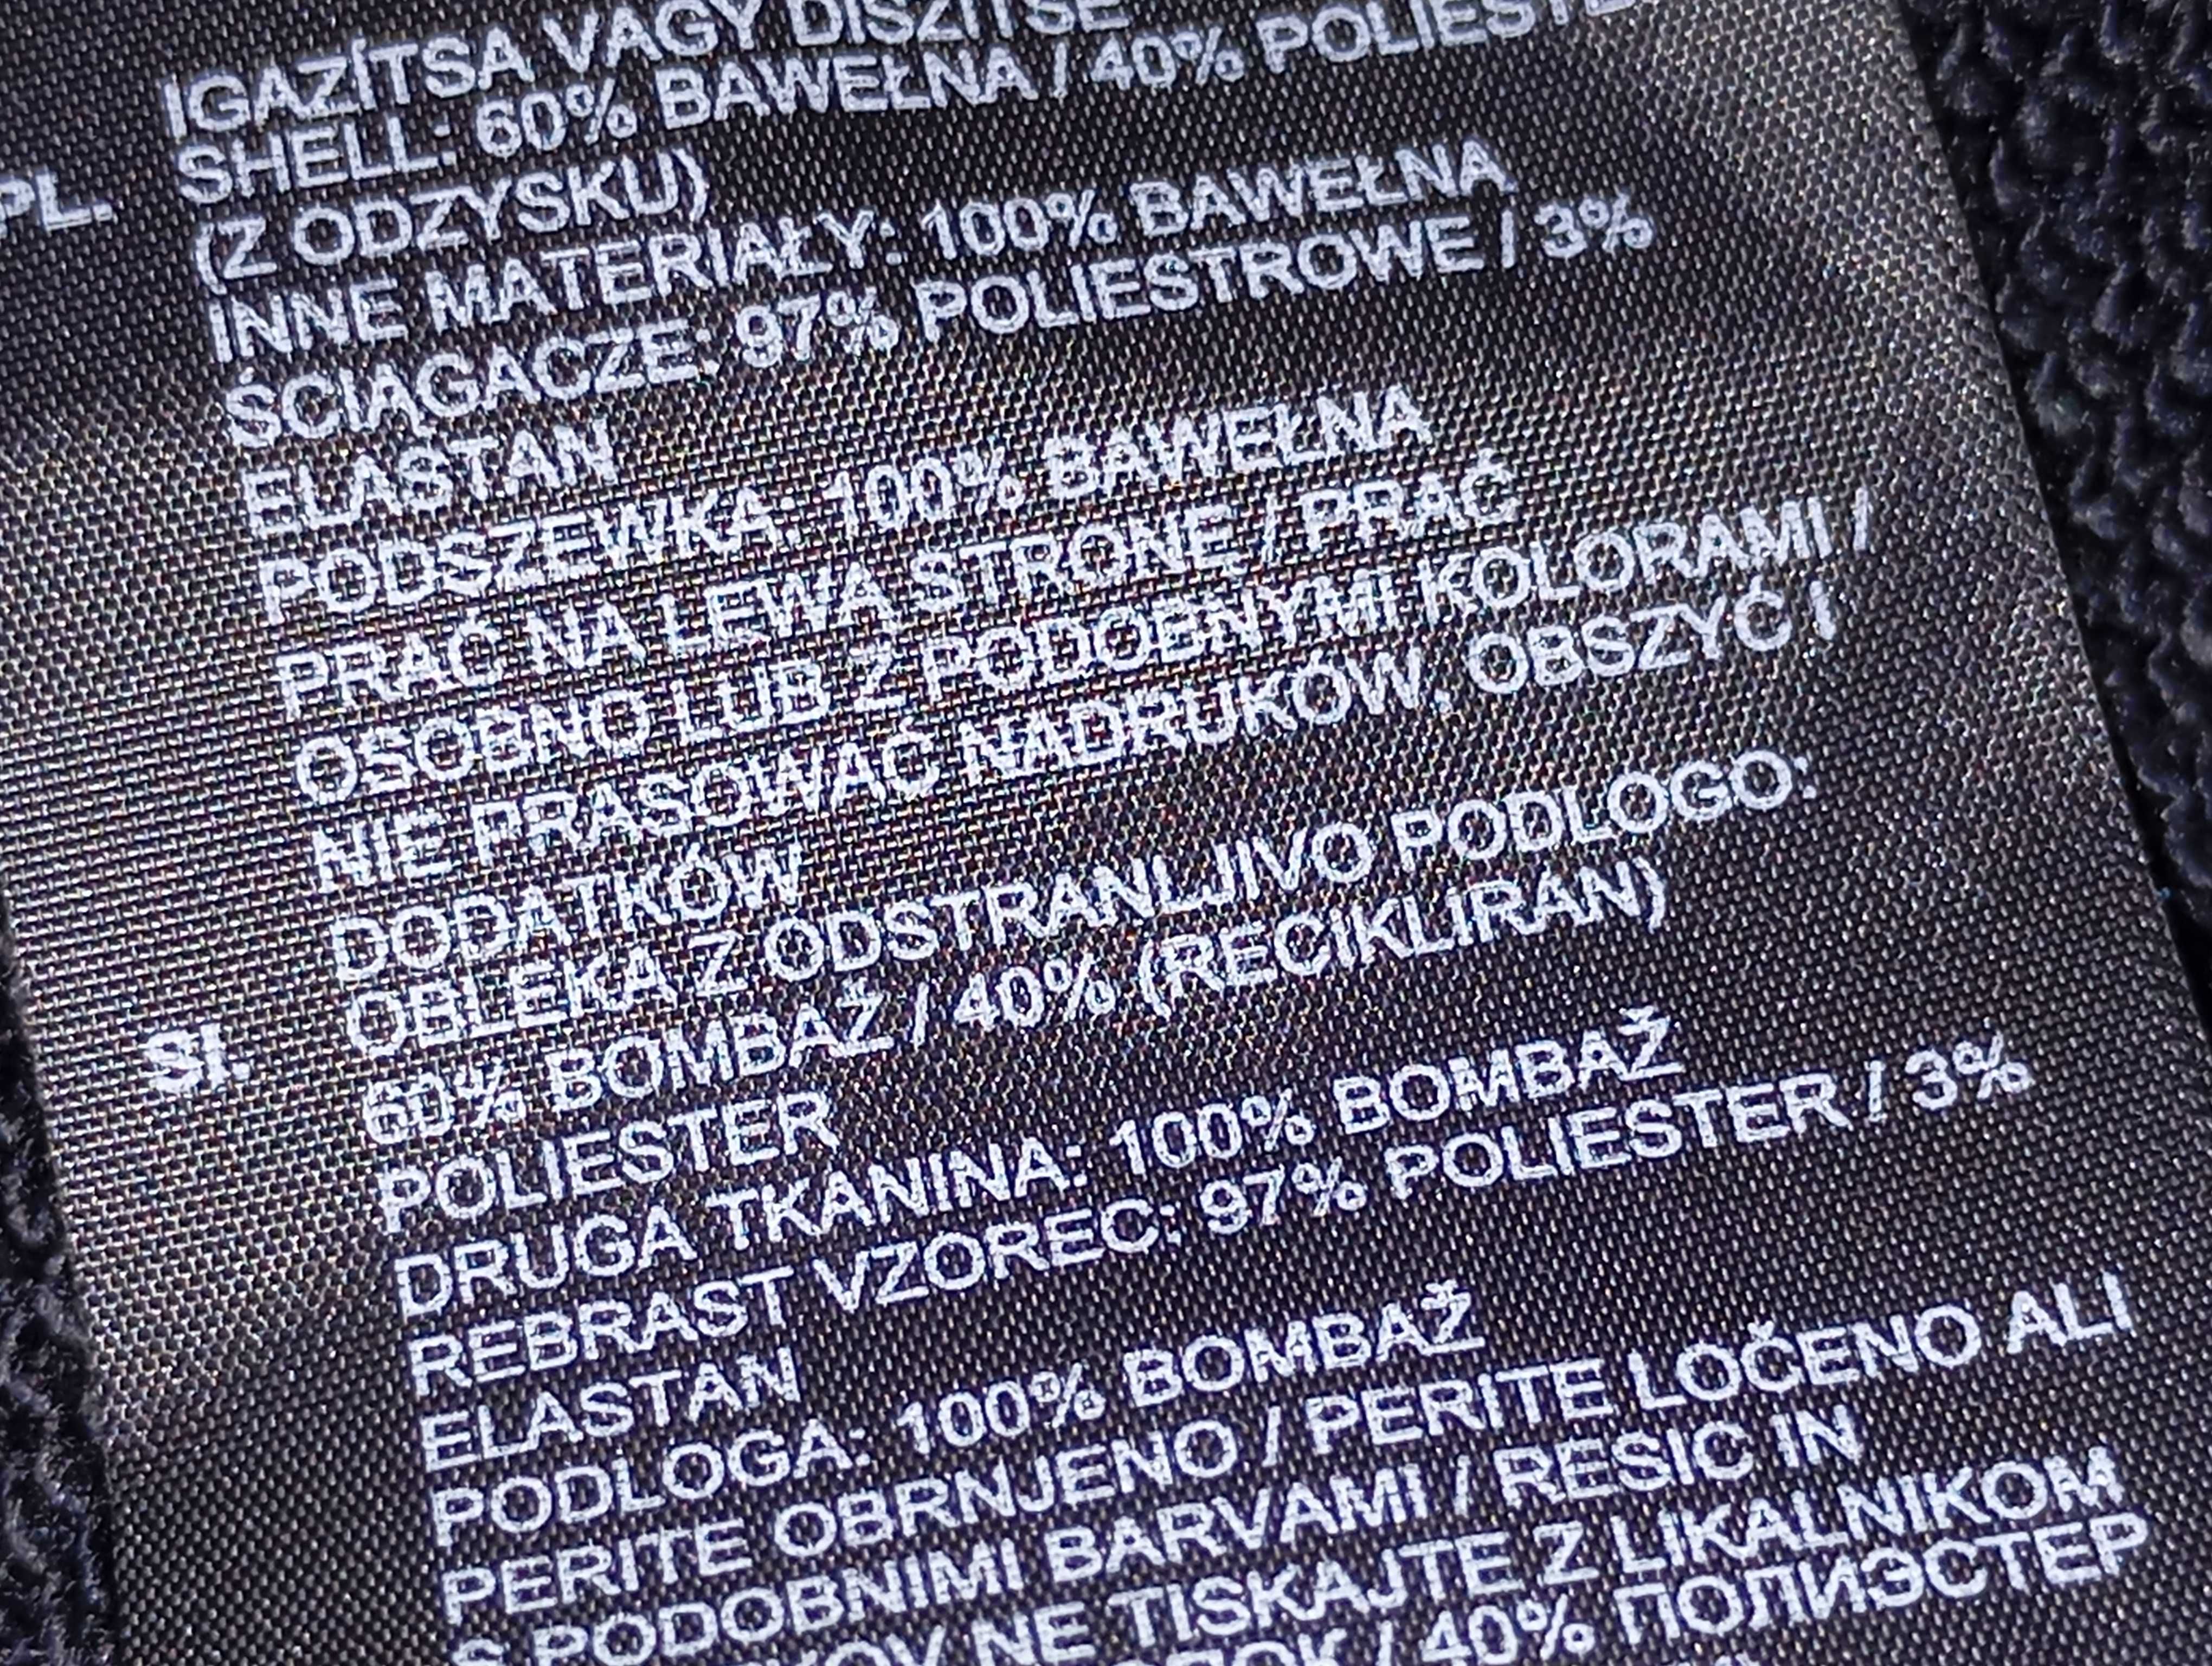 IGAZÍTSA VAGY DÍSZÍTSE
PL. SHELL: 60% BAWEŁNA / 40% POLIESTE
(Z ODZYSKU)
INNE MATERIAŁY: 100% BAWEŁNA
ŚCIĄGACZE: 97% POLIESTROWE / 3%
ELASTAN
PODSZEWKA: 100% BAWEŁNA
PRAĆ NA LEWĄ STRONĘ / PRAĆ
OSOBNO LUB Z PODOBNYMI KOLORAMI /
NIE PRASOWAĆ NADRUKÓW, OBSZYĆ I
DODATKÓW
SI. OBLEKA Z ODSTRANLJIVO PODLOGO:
60% BOMBAŽ / 40% (RECIKLIRAN)
POLIESTER
DRUGA TKANINA: 100% BOMBAŽ
REBRAST VZOREC: 97% POLIESTER / 3%
ELASTAN
PODLOGA: 100% BOMBAŽ
PERITE OBRNJENO / PERITE LOČENO ALI
S PODOBNIMI BARVAMI / RESIC IN
NE TISKAJTE Z LIKALNIKOM
/ 40% ПОЛИЭСТЕР